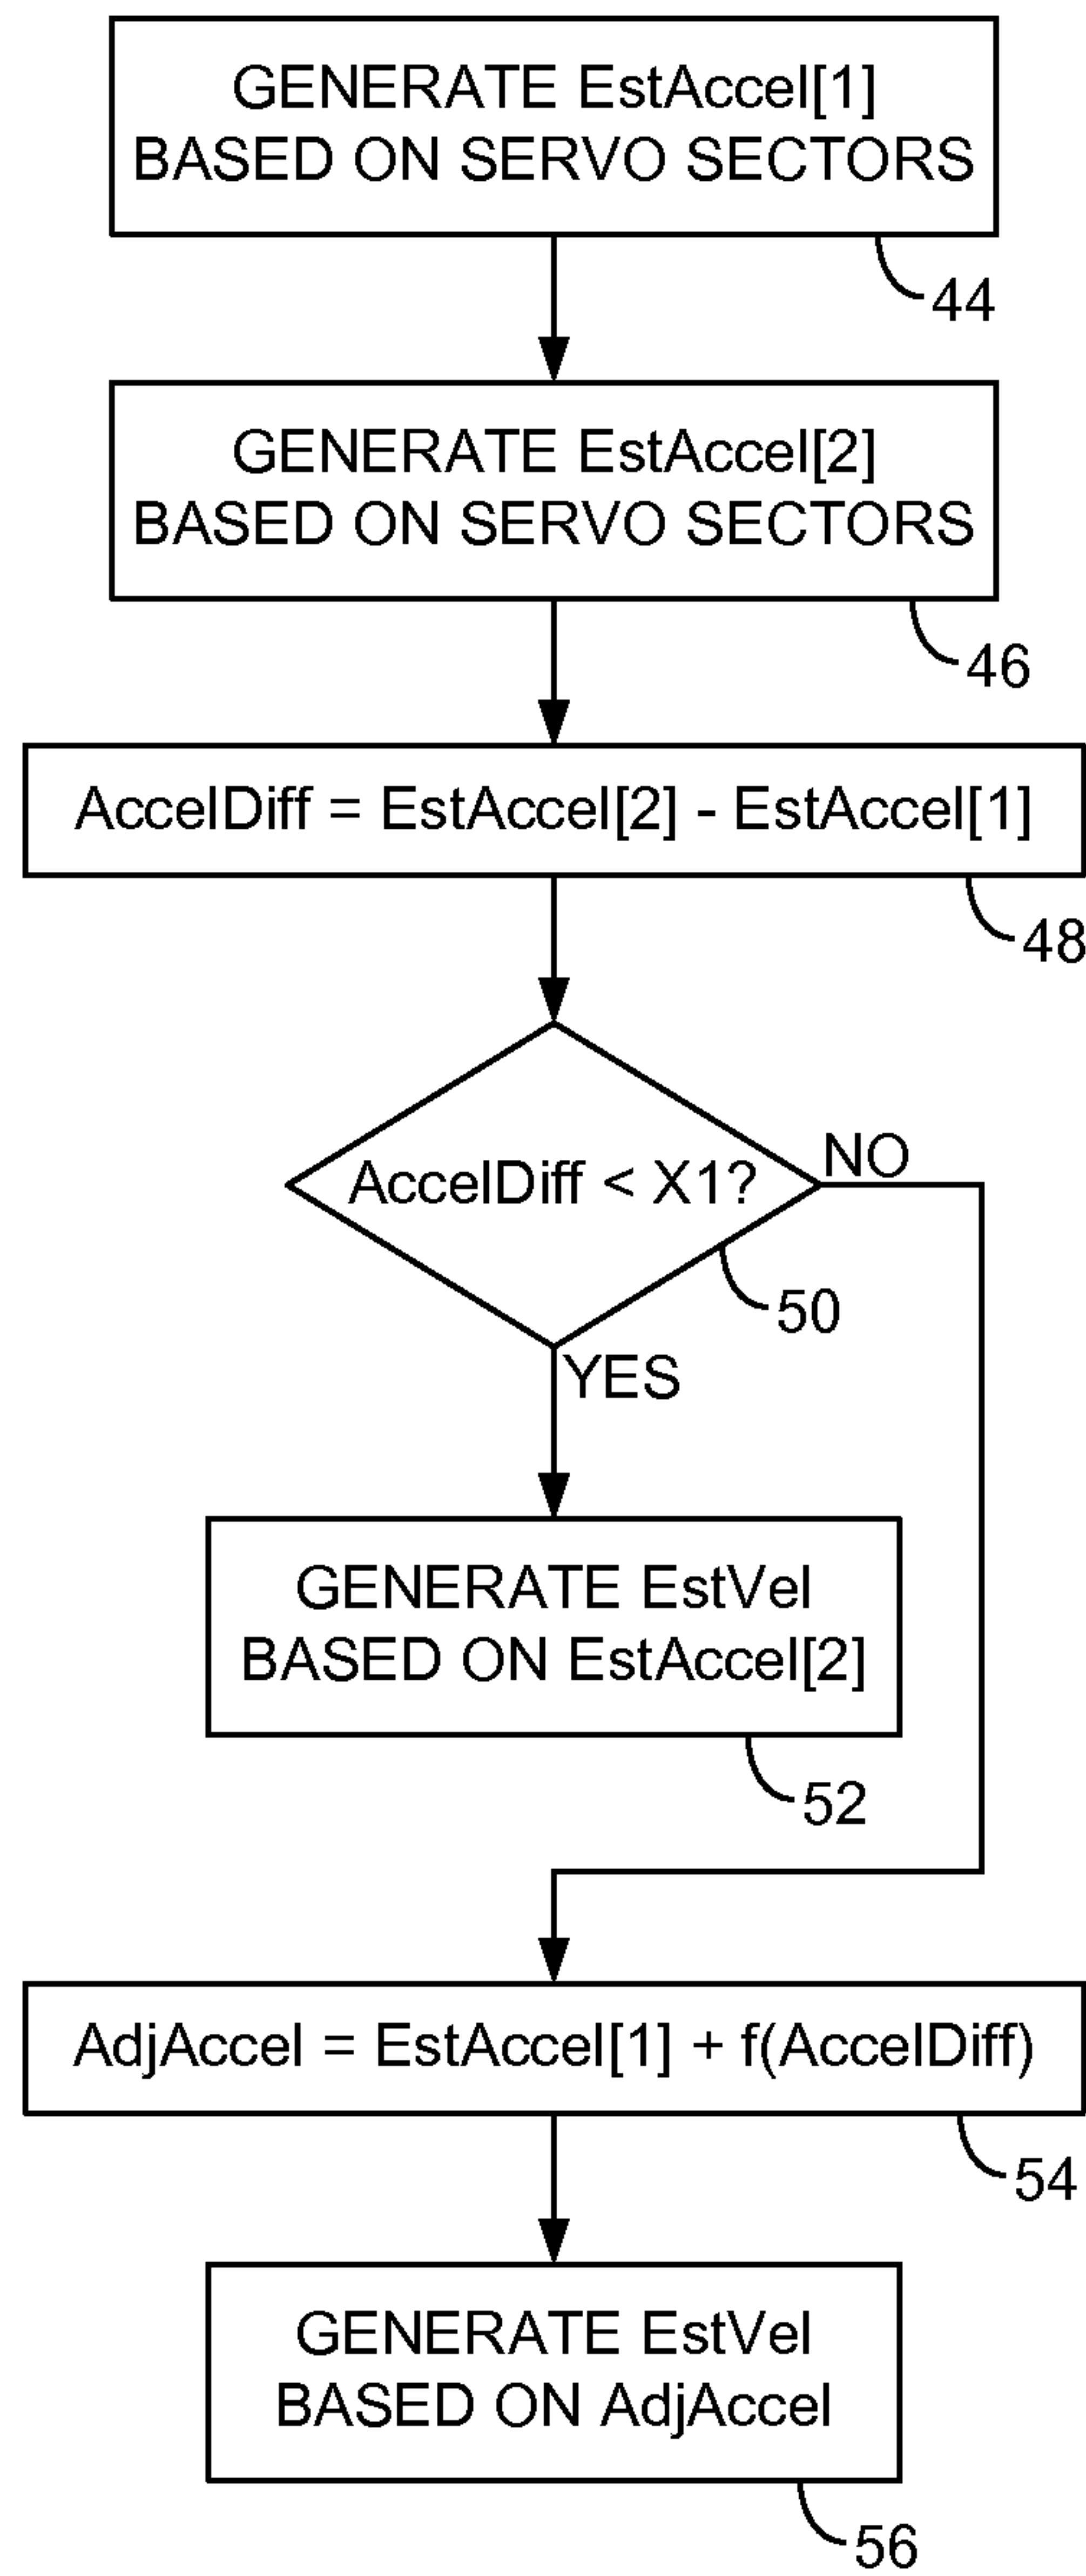 GENERATE EstAccel[1]
BASED ON SERVO SECTORS
44
GENERATE EstAccel[2]
BASED ON SERVO SECTORS
46
AccelDiff = EstAccel[2] - EstAccel[1]
48
AccelDiff < X1?
NO
50
YES
GENERATE EstVel
BASED ON EstAccel[2]
52
AdjAccel = EstAccel[1] + f(AccelDiff)
54
GENERATE EstVel
BASED ON AdjAccel
56